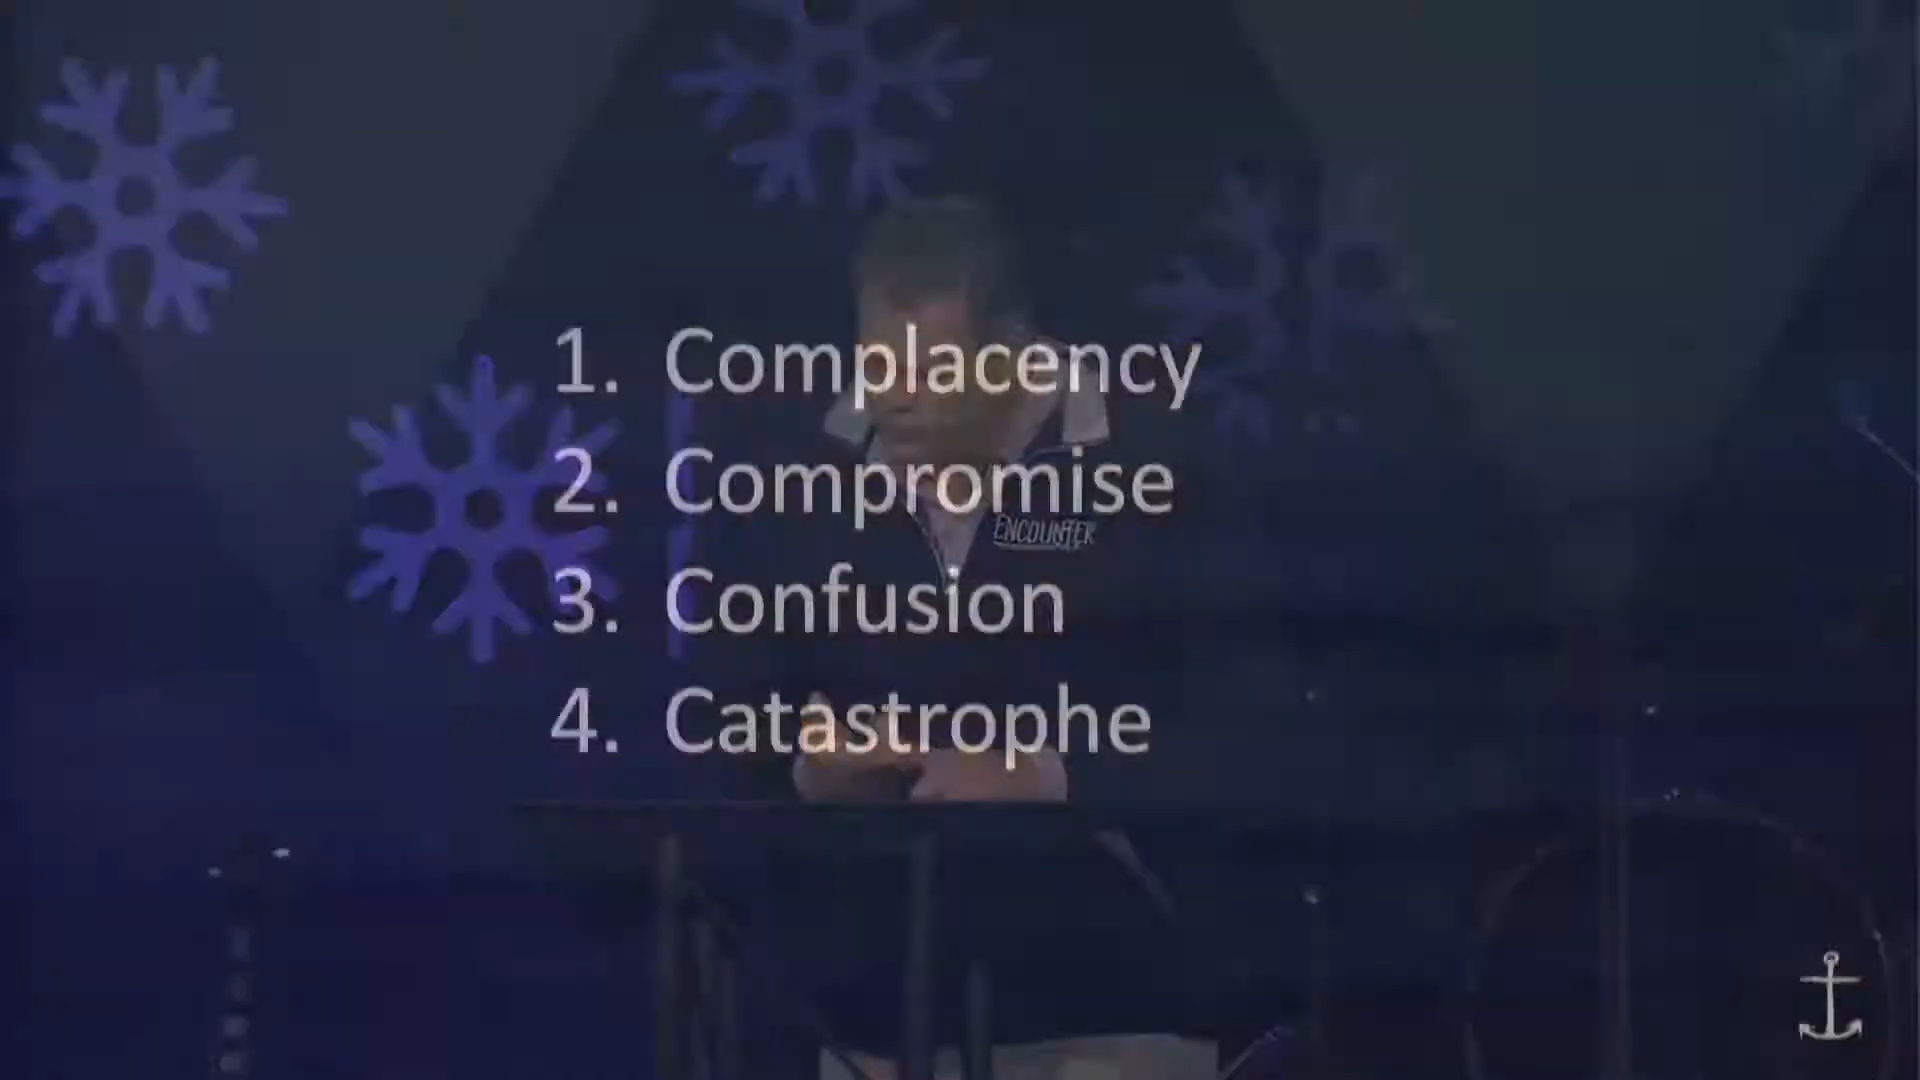 1. Complacency
2. Compromise
ENCOUNTER
3. Confusion
4. Catastrophe